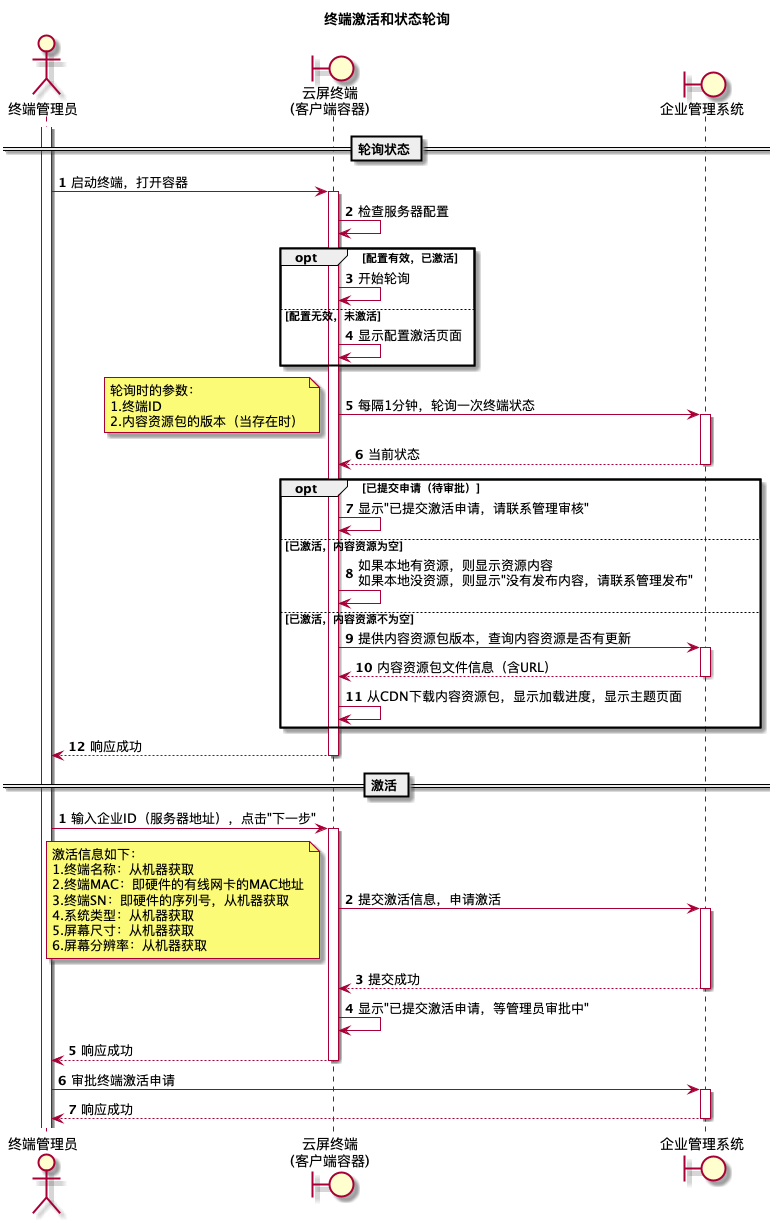 终端激活和状态轮询
终端管理员
云屏终端
(客户端容器)
企业管理系统
轮询状态
1 启动终端，打开容器
2 检查服务器配置
opt [配置有效，已激活]
3 开始轮询
[配置无效，未激活]
4 显示配置激活页面
轮询时的参数：
1.终端ID
2.内容资源包的版本（当存在时）
5 每隔1分钟，轮询一次终端状态
6 当前状态
opt [已提交申请（待审批）]
7 显示"已提交激活申请，请联系管理审核"
[已激活，内容资源为空]
8 如果本地有资源，则显示资源内容
如果本地没资源，则显示"没有发布内容，请联系管理发布"
[已激活，内容资源不为空]
9 提供内容资源包版本，查询内容资源是否有更新
10 内容资源包文件信息（含URL）
11 从CDN下载内容资源包，显示加载进度，显示主题页面
12 响应成功
激活
1 输入企业ID（服务器地址），点击"下一步"
激活信息如下：
1.终端名称：从机器获取
2.终端MAC：即硬件的有线网卡的MAC地址
3.终端SN：即硬件的序列号，从机器获取
4.系统类型：从机器获取
5.屏幕尺寸：从机器获取
6.屏幕分辨率：从机器获取
2 提交激活信息，申请激活
3 提交成功
4 显示"已提交激活申请，等管理员审批中"
5 响应成功
6 审批终端激活申请
7 响应成功
终端管理员
云屏终端
(客户端容器)
企业管理系统